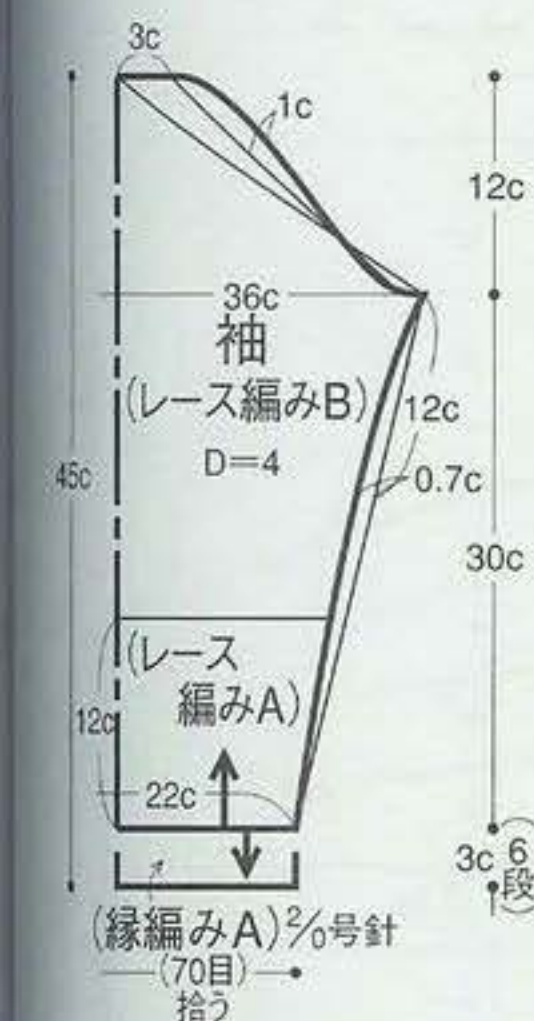 3c
1c
12c
36c
袖
(レース編みB)
D=4
12c
0.7c
45c
30c
(レース
編みA)
12c
22c
3c 6段
(縁編みA) 2/0号針
(70目)
拾う